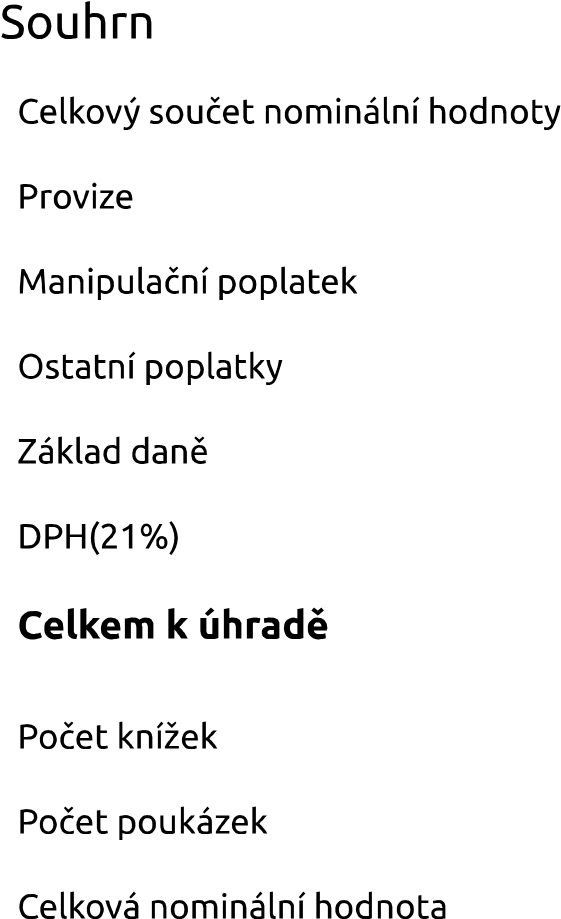 Souhrn
Celkový součet nominální hodnoty
Provize
Manipulační poplatek
Ostatní poplatky
Základ daně
DPH(21%)
Celkem k úhradě
Počet knížek
Počet poukázek
Celková nominální hodnota